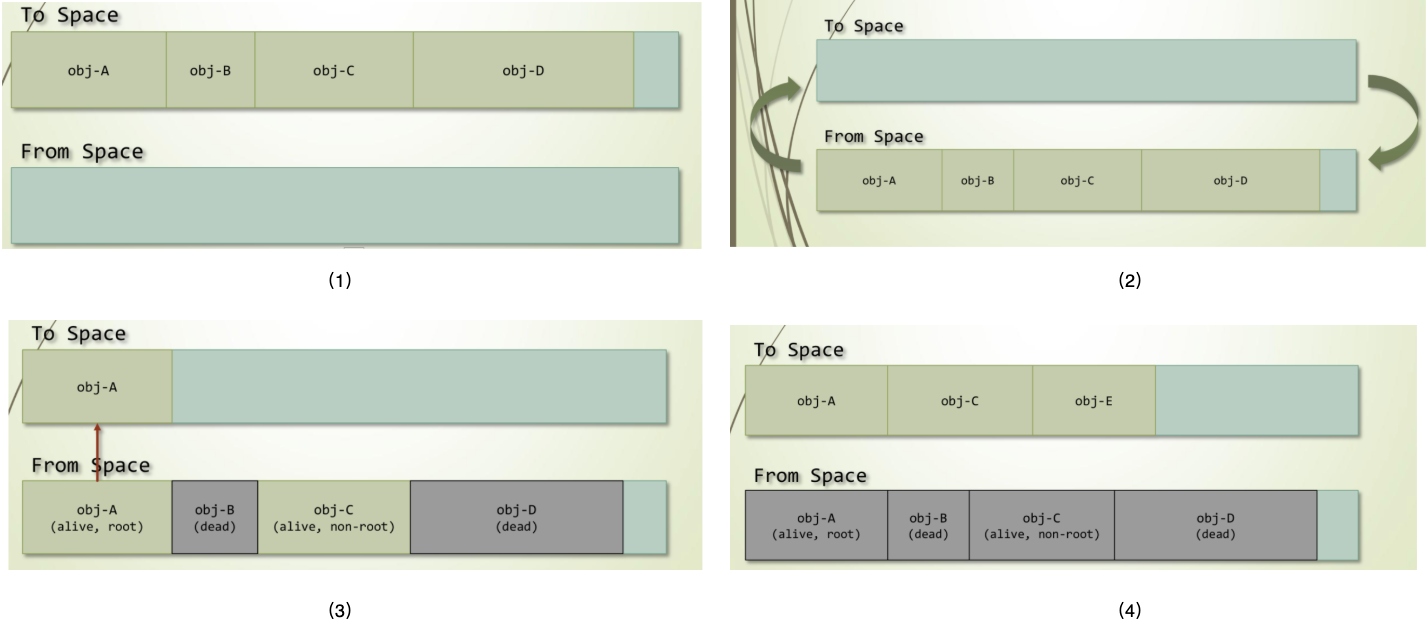 To Space
obj-A obj-B obj-C obj-D
From Space
(1)
To Space
From Space
obj-A obj-B obj-C obj-D
(2)
To Space
obj-A
From Space
obj-A obj-B obj-C obj-D
(alive, root) (dead) (alive, non-root) (dead)
(3)
To Space
obj-A obj-C obj-E
From Space
obj-A obj-B obj-C obj-D
(alive, root) (dead) (alive, non-root) (dead)
(4)